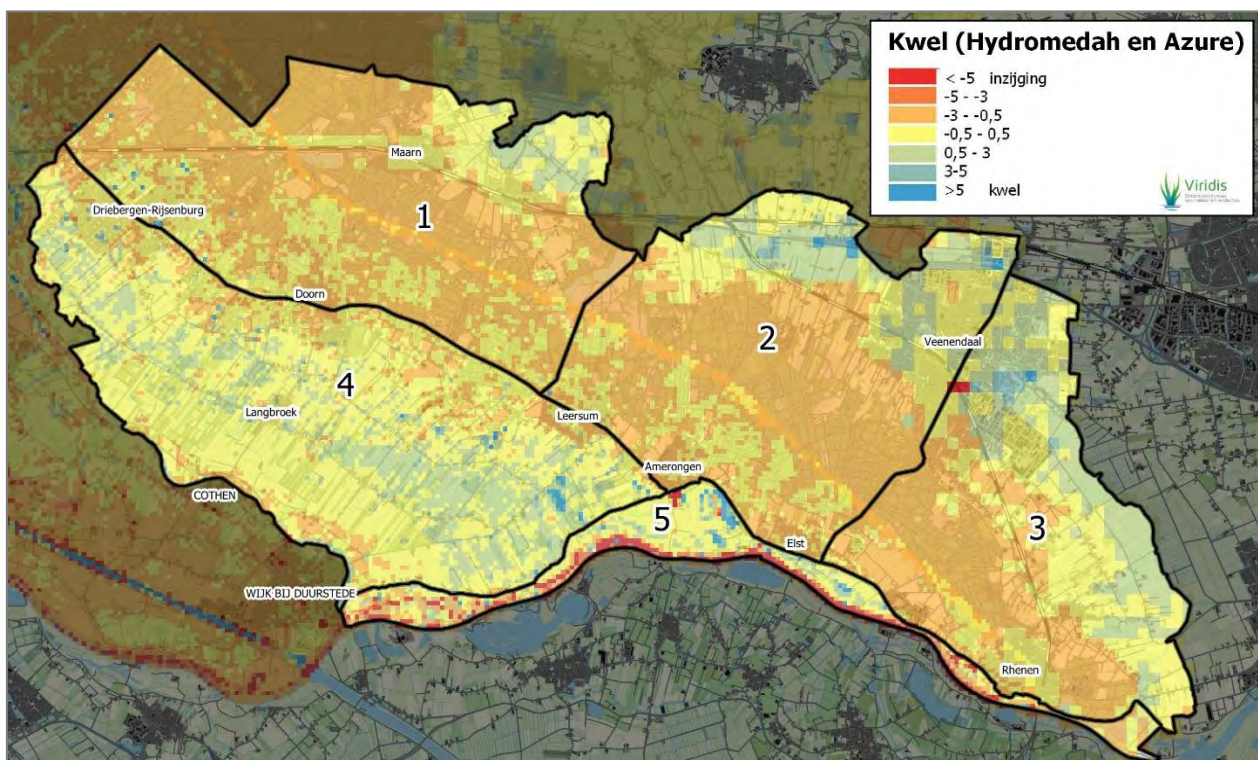 Kwel (Hydromedah en Azure)
< -5 inzijging
-5 - -3
-3 - -0,5
-0,5 - 0,5
0,5 - 3
3-5
>5 kwel
Viridis
Maarn
1
Driebergen-Rijsenburg
Doorn
2
Veenendaal
4
Langbroek
Leersum
Amerongen
COTHEN
5
Elst
3
WIJK BIJ DUURSTEDE
Rhenen